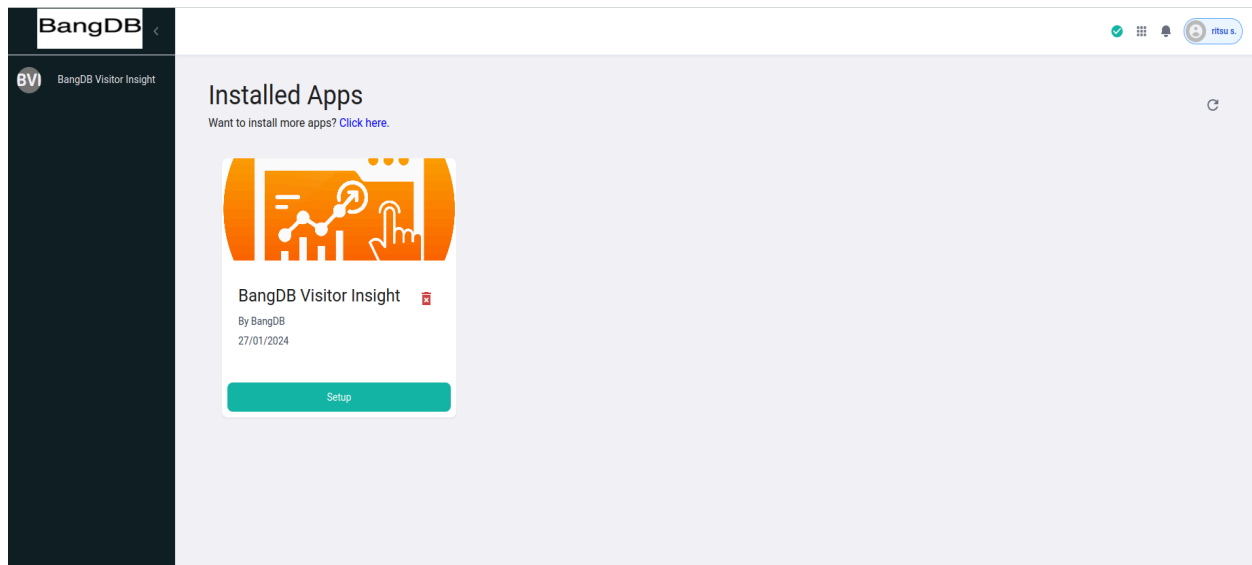 BangDB
ritsu s.
BVI
BangDB Visitor Insight
Installed Apps
Want to install more apps? Click here.
BangDB Visitor Insight
By BangDB
27/01/2024
Setup